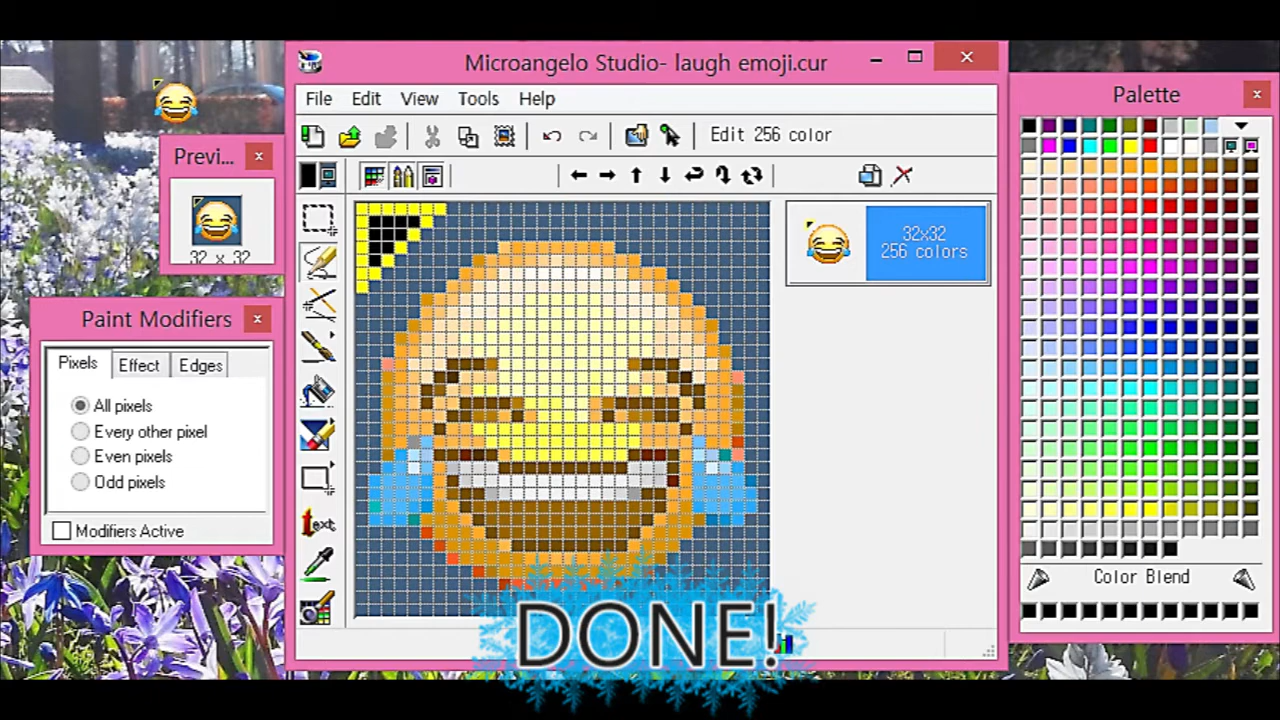 Microangelo Studio- laugh emoji.cur
File Edit View Tools Help
Edit 256 color
Previ...
32 x 32
Paint Modifiers
Pixels Effect Edges
All pixels
Every other pixel
Even pixels
Odd pixels
Modifiers Active
text
32x32
256 colors
Palette
Color Blend
DONE!